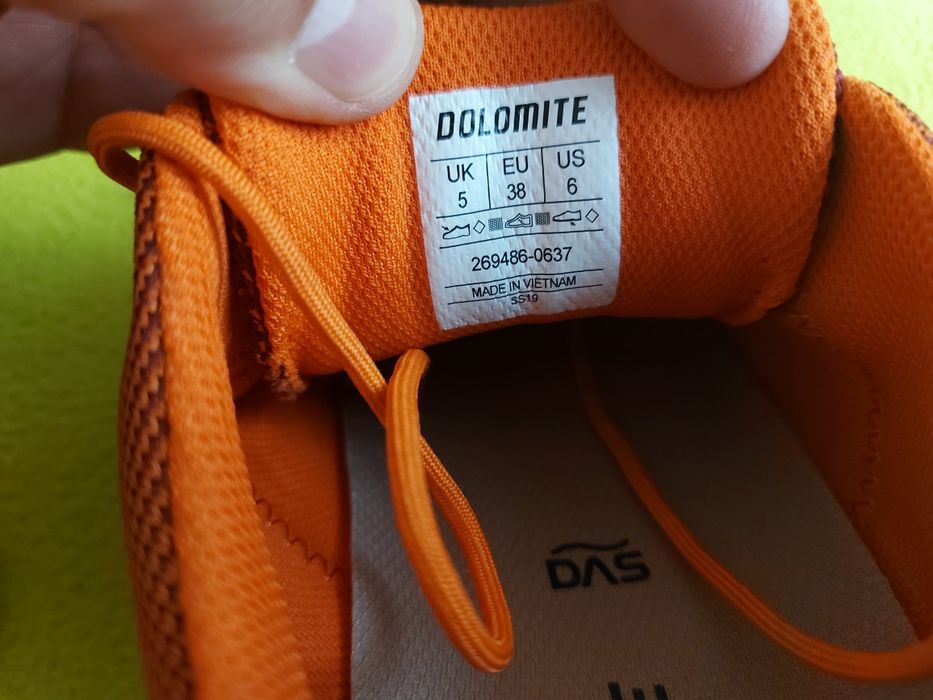 DOLOMITE
UK EU US
5 38 6
269486-0637
MADE IN VIETNAM
SS19
DAS